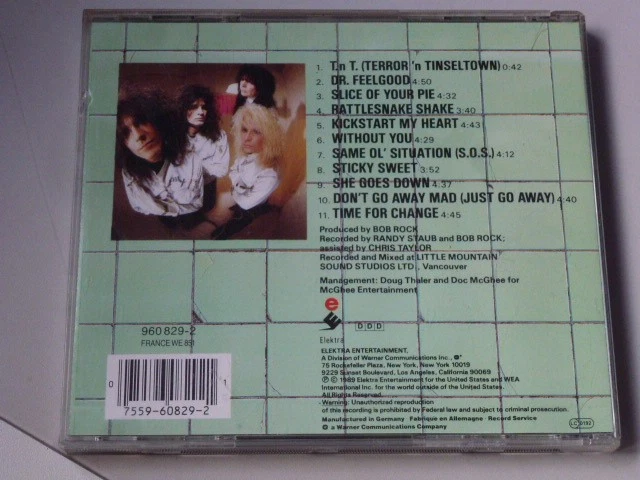 1. T.n T. (TERROR 'n TINSELTOWN) 0:42
2. DR. FEELGOOD 4:50
3. SLICE OF YOUR PIE 4:32
4. RATTLESNAKE SHAKE 3:40
5. KICKSTART MY HEART 4:43
6. WITHOUT YOU 4:29
7. SAME OL' SITUATION (S.O.S.) 4:12
8. STICKY SWEET 3:52
9. SHE GOES DOWN 4.37
10. DON'T GO AWAY MAD (JUST GO AWAY) 4:40
11. TIME FOR CHANGE 4:45
Produced by BOB ROCK
Recorded by RANDY STAUB and BOB ROCK;
assisted by CHRIS TAYLOR
Recorded and Mixed at LITTLE MOUNTAIN
SOUND STUDIOS LTD., Vancouver
Management: Doug Thaler and Doc McGhee for
McGhee Entertainment
e
DDD
Elektra
960 829-2
FRANCE WE 851
ELEKTRA ENTERTAINMENT,
A Division of Warner Communications Inc.,
75 Rockefeller Plaza, New York, New York 10019
9229 Sunset Boulevard, Los Angeles, California 90069
℗ © 1989 Elektra Entertainment for the United States and WEA
International Inc. for the world outside of the United States.
All Rights Reserved.
Warning: Unauthorized reproduction
of this recording is prohibited by Federal law and subject to criminal prosecution.
Manufactured in Germany Fabriqué en Allemagne Record Service
a Warner Communications Company
LC 0192
0 1
7559-60829-2